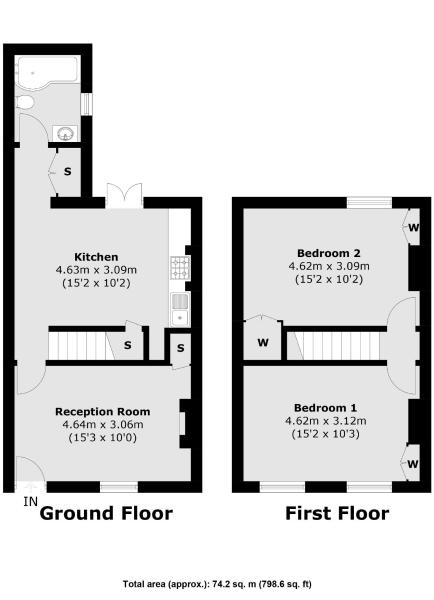 S
Kitchen
4.63m x 3.09m
(15'2 x 10'2)
S
S
Reception Room
4.64m x 3.06m
(15'3 x 10'0)
IN
Ground Floor
W
Bedroom 2
4.62m x 3.09m
(15'2 x 10'2)
W
Bedroom 1
4.62m x 3.12m
(15'2 x 10'3)
W
First Floor
Total area (approx.): 74.2 sq. m (798.6 sq. ft)